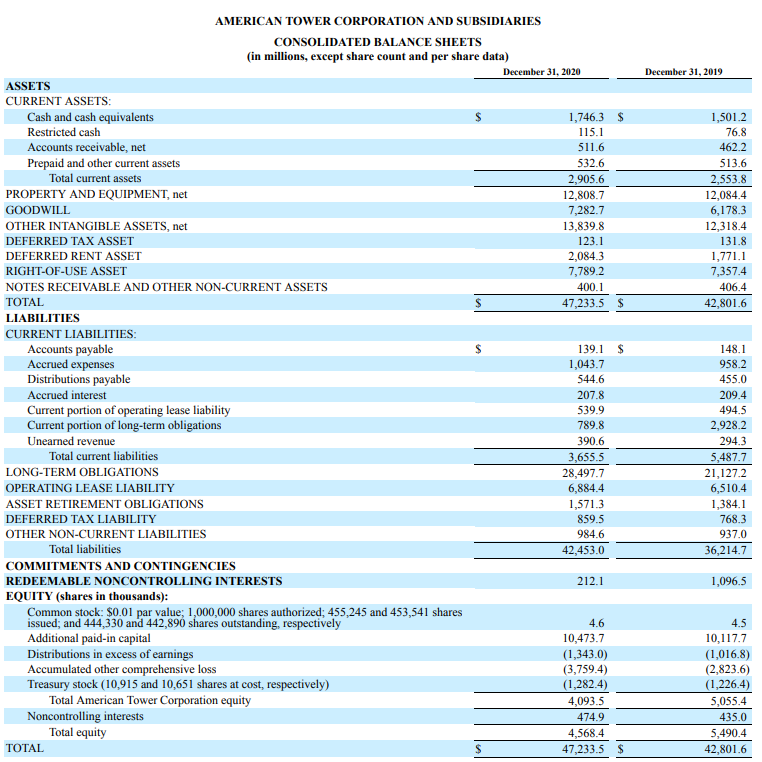 AMERICAN TOWER CORPORATION AND SUBSIDIARIES
CONSOLIDATED BALANCE SHEETS
(in millions, except share count and per share data)
December 31, 2020 December 31, 2019
ASSETS
CURRENT ASSETS:
Cash and cash equivalents $ 1,746.3 $ 1,501.2
Restricted cash 115.1 76.8
Accounts receivable, net 511.6 462.2
Prepaid and other current assets 532.6 513.6
Total current assets 2,905.6 2,553.8
PROPERTY AND EQUIPMENT, net 12,808.7 12,084.4
GOODWILL 7,282.7 6,178.3
OTHER INTANGIBLE ASSETS, net 13,839.8 12,318.4
DEFERRED TAX ASSET 123.1 131.8
DEFERRED RENT ASSET 2,084.3 1,771.1
RIGHT-OF-USE ASSET 7,789.2 7,357.4
NOTES RECEIVABLE AND OTHER NON-CURRENT ASSETS 400.1 406.4
TOTAL $ 47,233.5 $ 42,801.6
LIABILITIES
CURRENT LIABILITIES:
Accounts payable $ 139.1 $ 148.1
Accrued expenses 1,043.7 958.2
Distributions payable 544.6 455.0
Accrued interest 207.8 209.4
Current portion of operating lease liability 539.9 494.5
Current portion of long-term obligations 789.8 2,928.2
Unearned revenue 390.6 294.3
Total current liabilities 3,655.5 5,487.7
LONG-TERM OBLIGATIONS 28,497.7 21,127.2
OPERATING LEASE LIABILITY 6,884.4 6,510.4
ASSET RETIREMENT OBLIGATIONS 1,571.3 1,384.1
DEFERRED TAX LIABILITY 859.5 768.3
OTHER NON-CURRENT LIABILITIES 984.6 937.0
Total liabilities 42,453.0 36,214.7
COMMITMENTS AND CONTINGENCIES
REDEEMABLE NONCONTROLLING INTERESTS 212.1 1,096.5
EQUITY (shares in thousands):
Common stock: $0.01 par value; 1,000,000 shares authorized; 455,245 and 453,541 shares
issued; and 444,330 and 442,890 shares outstanding, respectively 4.6 4.5
Additional paid-in capital 10,473.7 10,117.7
Distributions in excess of earnings (1,343.0) (1,016.8)
Accumulated other comprehensive loss (3,759.4) (2,823.6)
Treasury stock (10,915 and 10,651 shares at cost, respectively) (1,282.4) (1,226.4)
Total American Tower Corporation equity 4,093.5 5,055.4
Noncontrolling interests 474.9 435.0
Total equity 4,568.4 5,490.4
TOTAL $ 47,233.5 $ 42,801.6